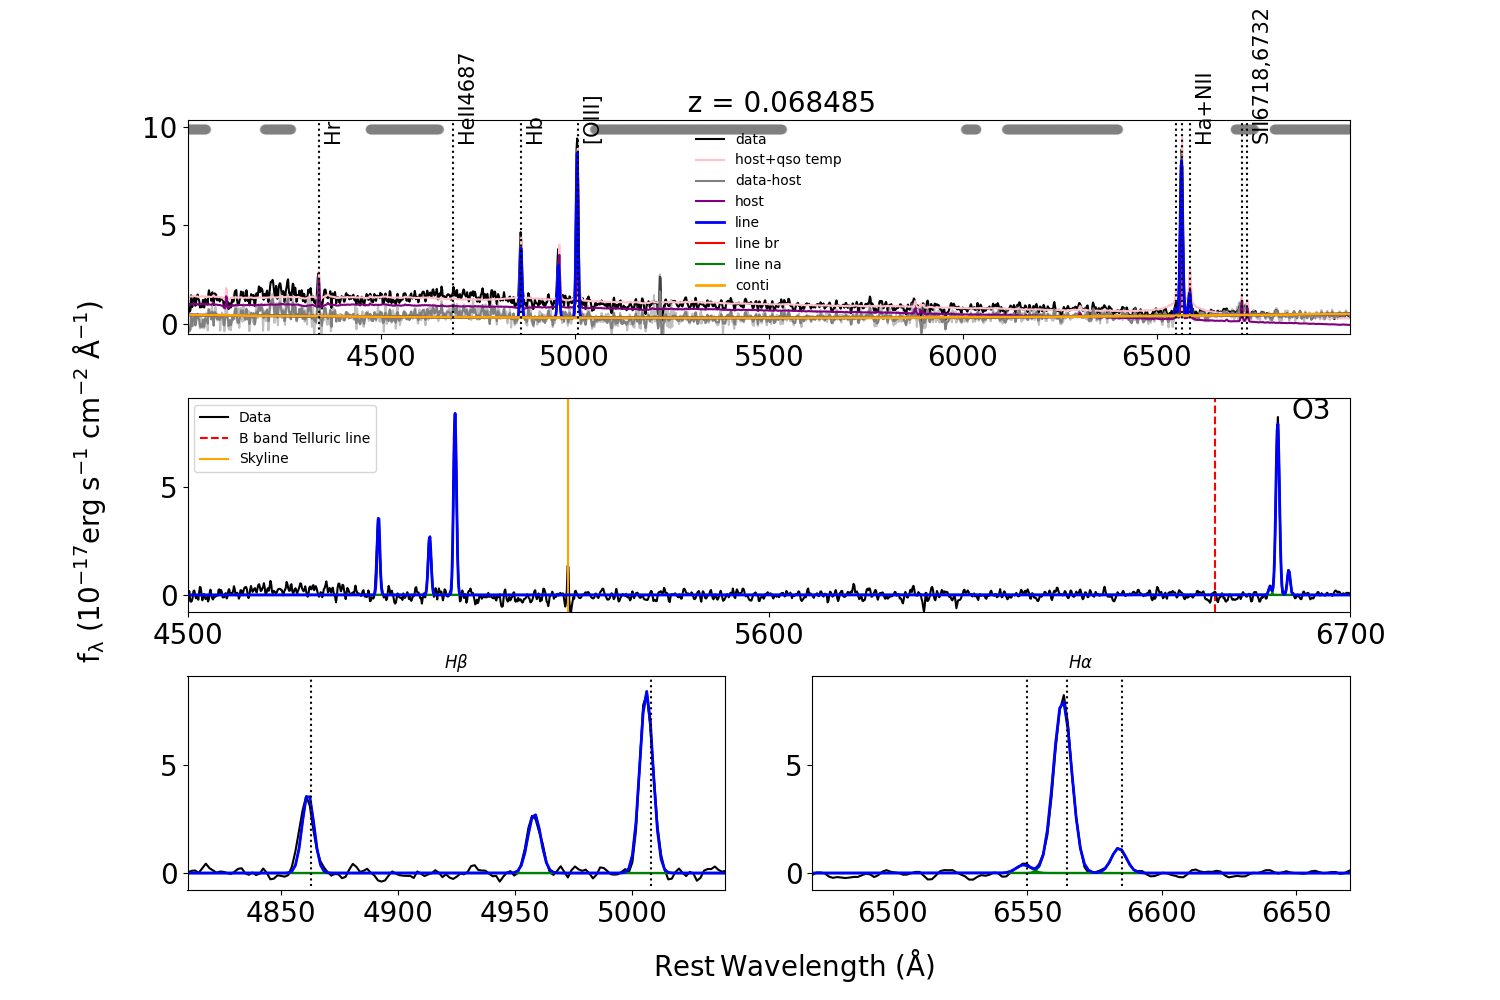 z = 0.068485
Hr
HeII4687
Hb
[OIII]
Ha+NII
SII6718,6732
10
5
0
data
host+qso temp
data-host
host
line
line br
line na
conti
4500
5000
5500
6000
6500
f_λ (10⁻¹⁷erg s⁻¹ cm⁻² Å⁻¹)
Data
B band Telluric line
Skyline
O3
5
0
4500
5600
6700
Hβ
5
0
4850
4900
4950
5000
Hα
5
0
6500
6550
6600
6650
Rest Wavelength (Å)